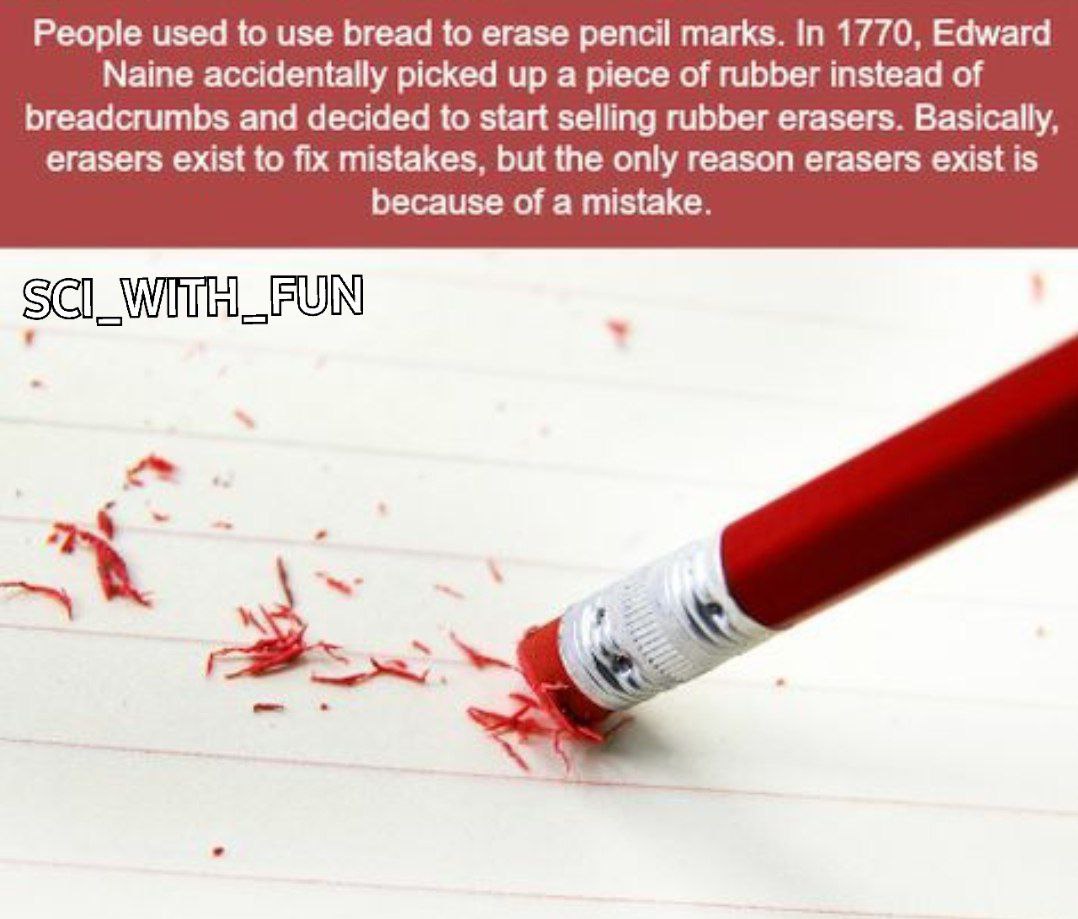 People used to use bread to erase pencil marks. In 1770, Edward
Naine accidentally picked up a piece of rubber instead of
breadcrumbs and decided to start selling rubber erasers. Basically,
erasers exist to fix mistakes, but the only reason erasers exist is
because of a mistake.
SCI_WITH_FUN